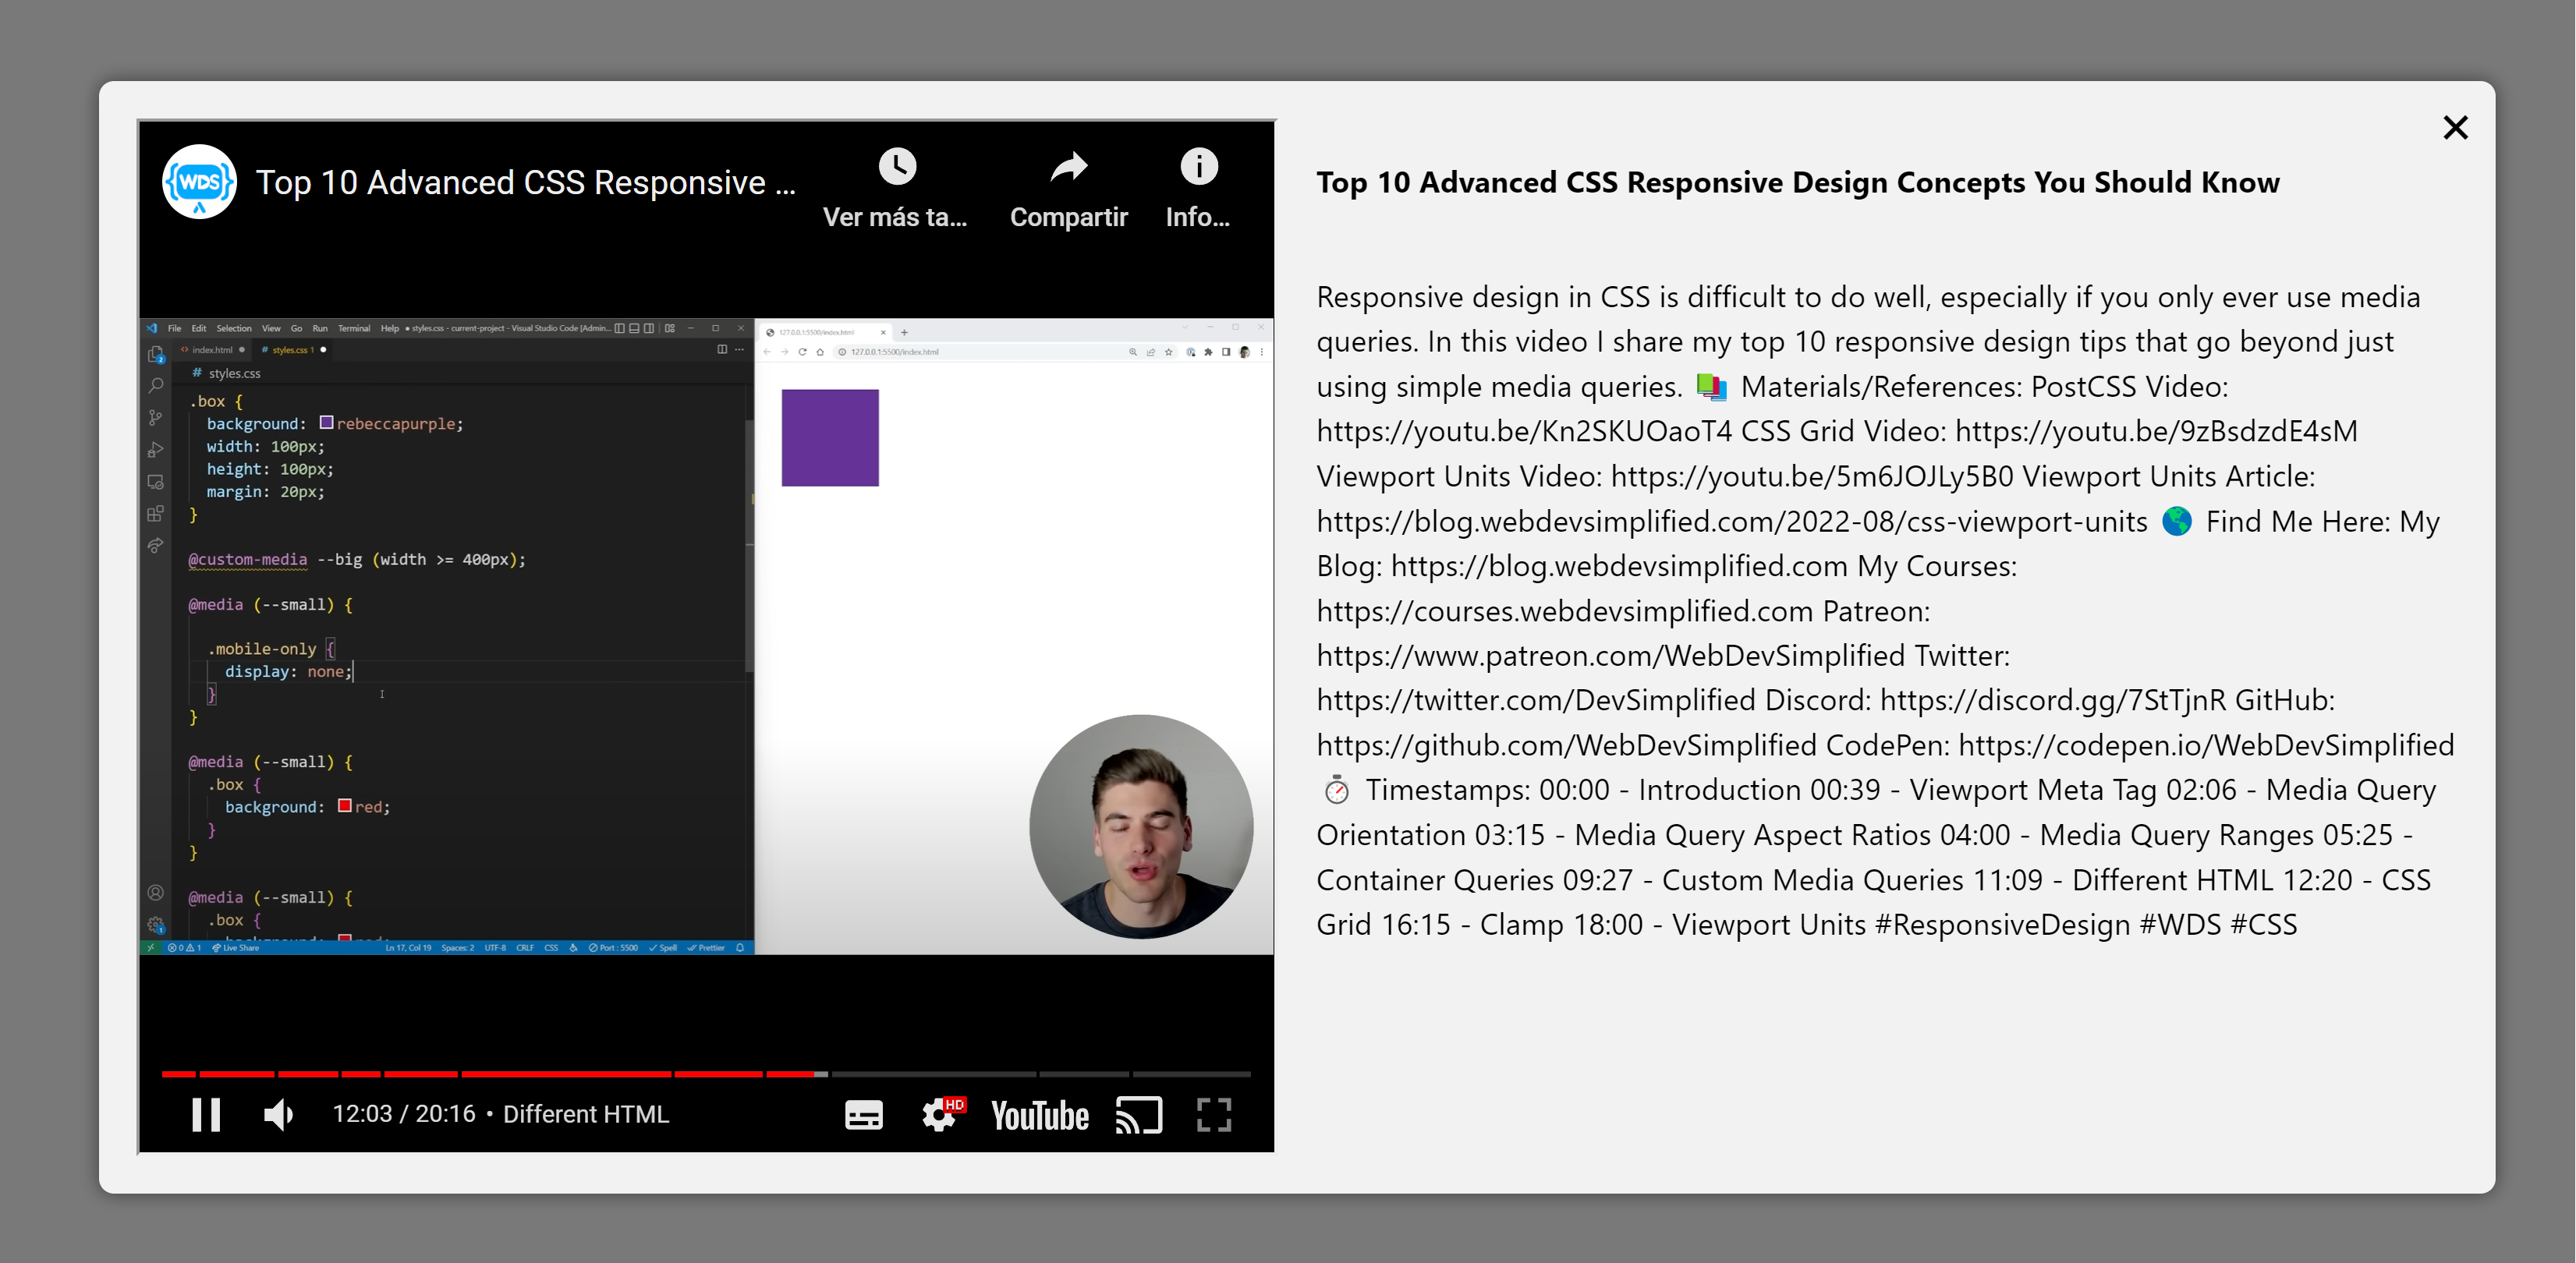 WDS
Top 10 Advanced CSS Responsive ...
Ver más ta...
Compartir
Info...
File Edit Selection View Go Run Terminal Help
● styles.css - current-project - Visual Studio Code [Admin...
index.html ●
# styles.css 1 ●
# styles.css
.box {
background: rebeccapurple;
width: 100px;
height: 100px;
margin: 20px;
}
@custom-media --big (width >= 400px);
@media (--small) {
.mobile-only {
display: none;
}
}
@media (--small) {
.box {
background: red;
}
}
@media (--small) {
.box {
0 1 Live Share
Ln 17, Col 19 Spaces: 2 UTF-8 CRLF CSS Port : 5500 Spell Prettier
127.0.0.1:5500/index.html
127.0.0.1:5500/index.html
12:03 / 20:16 • Different HTML
HD
YouTube
Top 10 Advanced CSS Responsive Design Concepts You Should Know
Responsive design in CSS is difficult to do well, especially if you only ever use media
queries. In this video I share my top 10 responsive design tips that go beyond just
using simple media queries. 📚 Materials/References: PostCSS Video:
https://youtu.be/Kn2SKUOaoT4 CSS Grid Video: https://youtu.be/9zBsdzdE4sM
Viewport Units Video: https://youtu.be/5m6JOJLy5B0 Viewport Units Article:
https://blog.webdevsimplified.com/2022-08/css-viewport-units 🌎 Find Me Here: My
Blog: https://blog.webdevsimplified.com My Courses:
https://courses.webdevsimplified.com Patreon:
https://www.patreon.com/WebDevSimplified Twitter:
https://twitter.com/DevSimplified Discord: https://discord.gg/7StTjnR GitHub:
https://github.com/WebDevSimplified CodePen: https://codepen.io/WebDevSimplified
⏱️ Timestamps: 00:00 - Introduction 00:39 - Viewport Meta Tag 02:06 - Media Query
Orientation 03:15 - Media Query Aspect Ratios 04:00 - Media Query Ranges 05:25 -
Container Queries 09:27 - Custom Media Queries 11:09 - Different HTML 12:20 - CSS
Grid 16:15 - Clamp 18:00 - Viewport Units #ResponsiveDesign #WDS #CSS